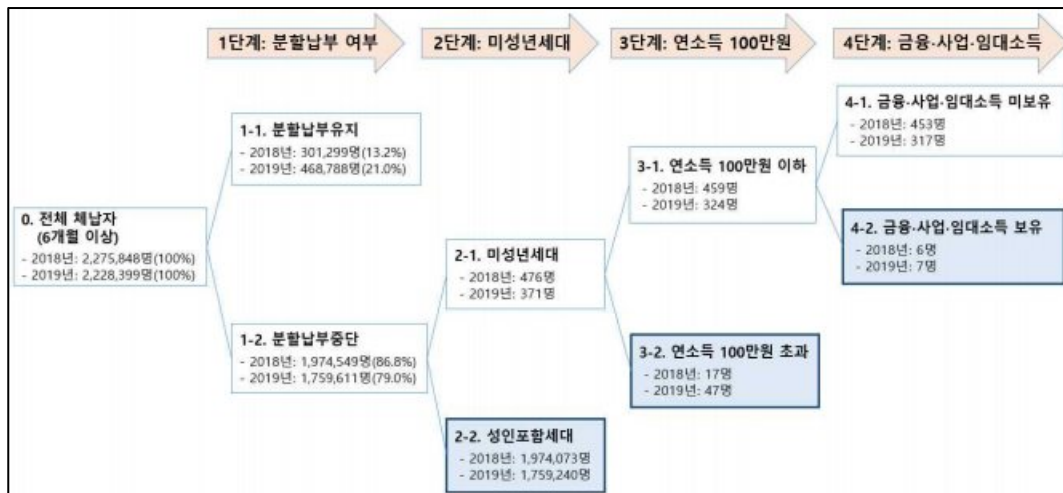 1단계: 분할납부 여부
2단계: 미성년세대
3단계: 연소득 100만원
4단계: 금융·사업·임대소득
0. 전체 체납자
(6개월 이상)
- 2018년: 2,275,848명(100%)
- 2019년: 2,228,399명(100%)
1-1. 분할납부유지
- 2018년: 301,299명(13.2%)
- 2019년: 468,788명(21.0%)
1-2. 분할납부중단
- 2018년: 1,974,549명(86.8%)
- 2019년: 1,759,611명(79.0%)
2-1. 미성년세대
- 2018년: 476명
- 2019년: 371명
2-2. 성인포함세대
- 2018년: 1,974,073명
- 2019년: 1,759,240명
3-1. 연소득 100만원 이하
- 2018년: 459명
- 2019년: 324명
3-2. 연소득 100만원 초과
- 2018년: 17명
- 2019년: 47명
4-1. 금융·사업·임대소득 미보유
- 2018년: 453명
- 2019년: 317명
4-2. 금융·사업·임대소득 보유
- 2018년: 6명
- 2019년: 7명